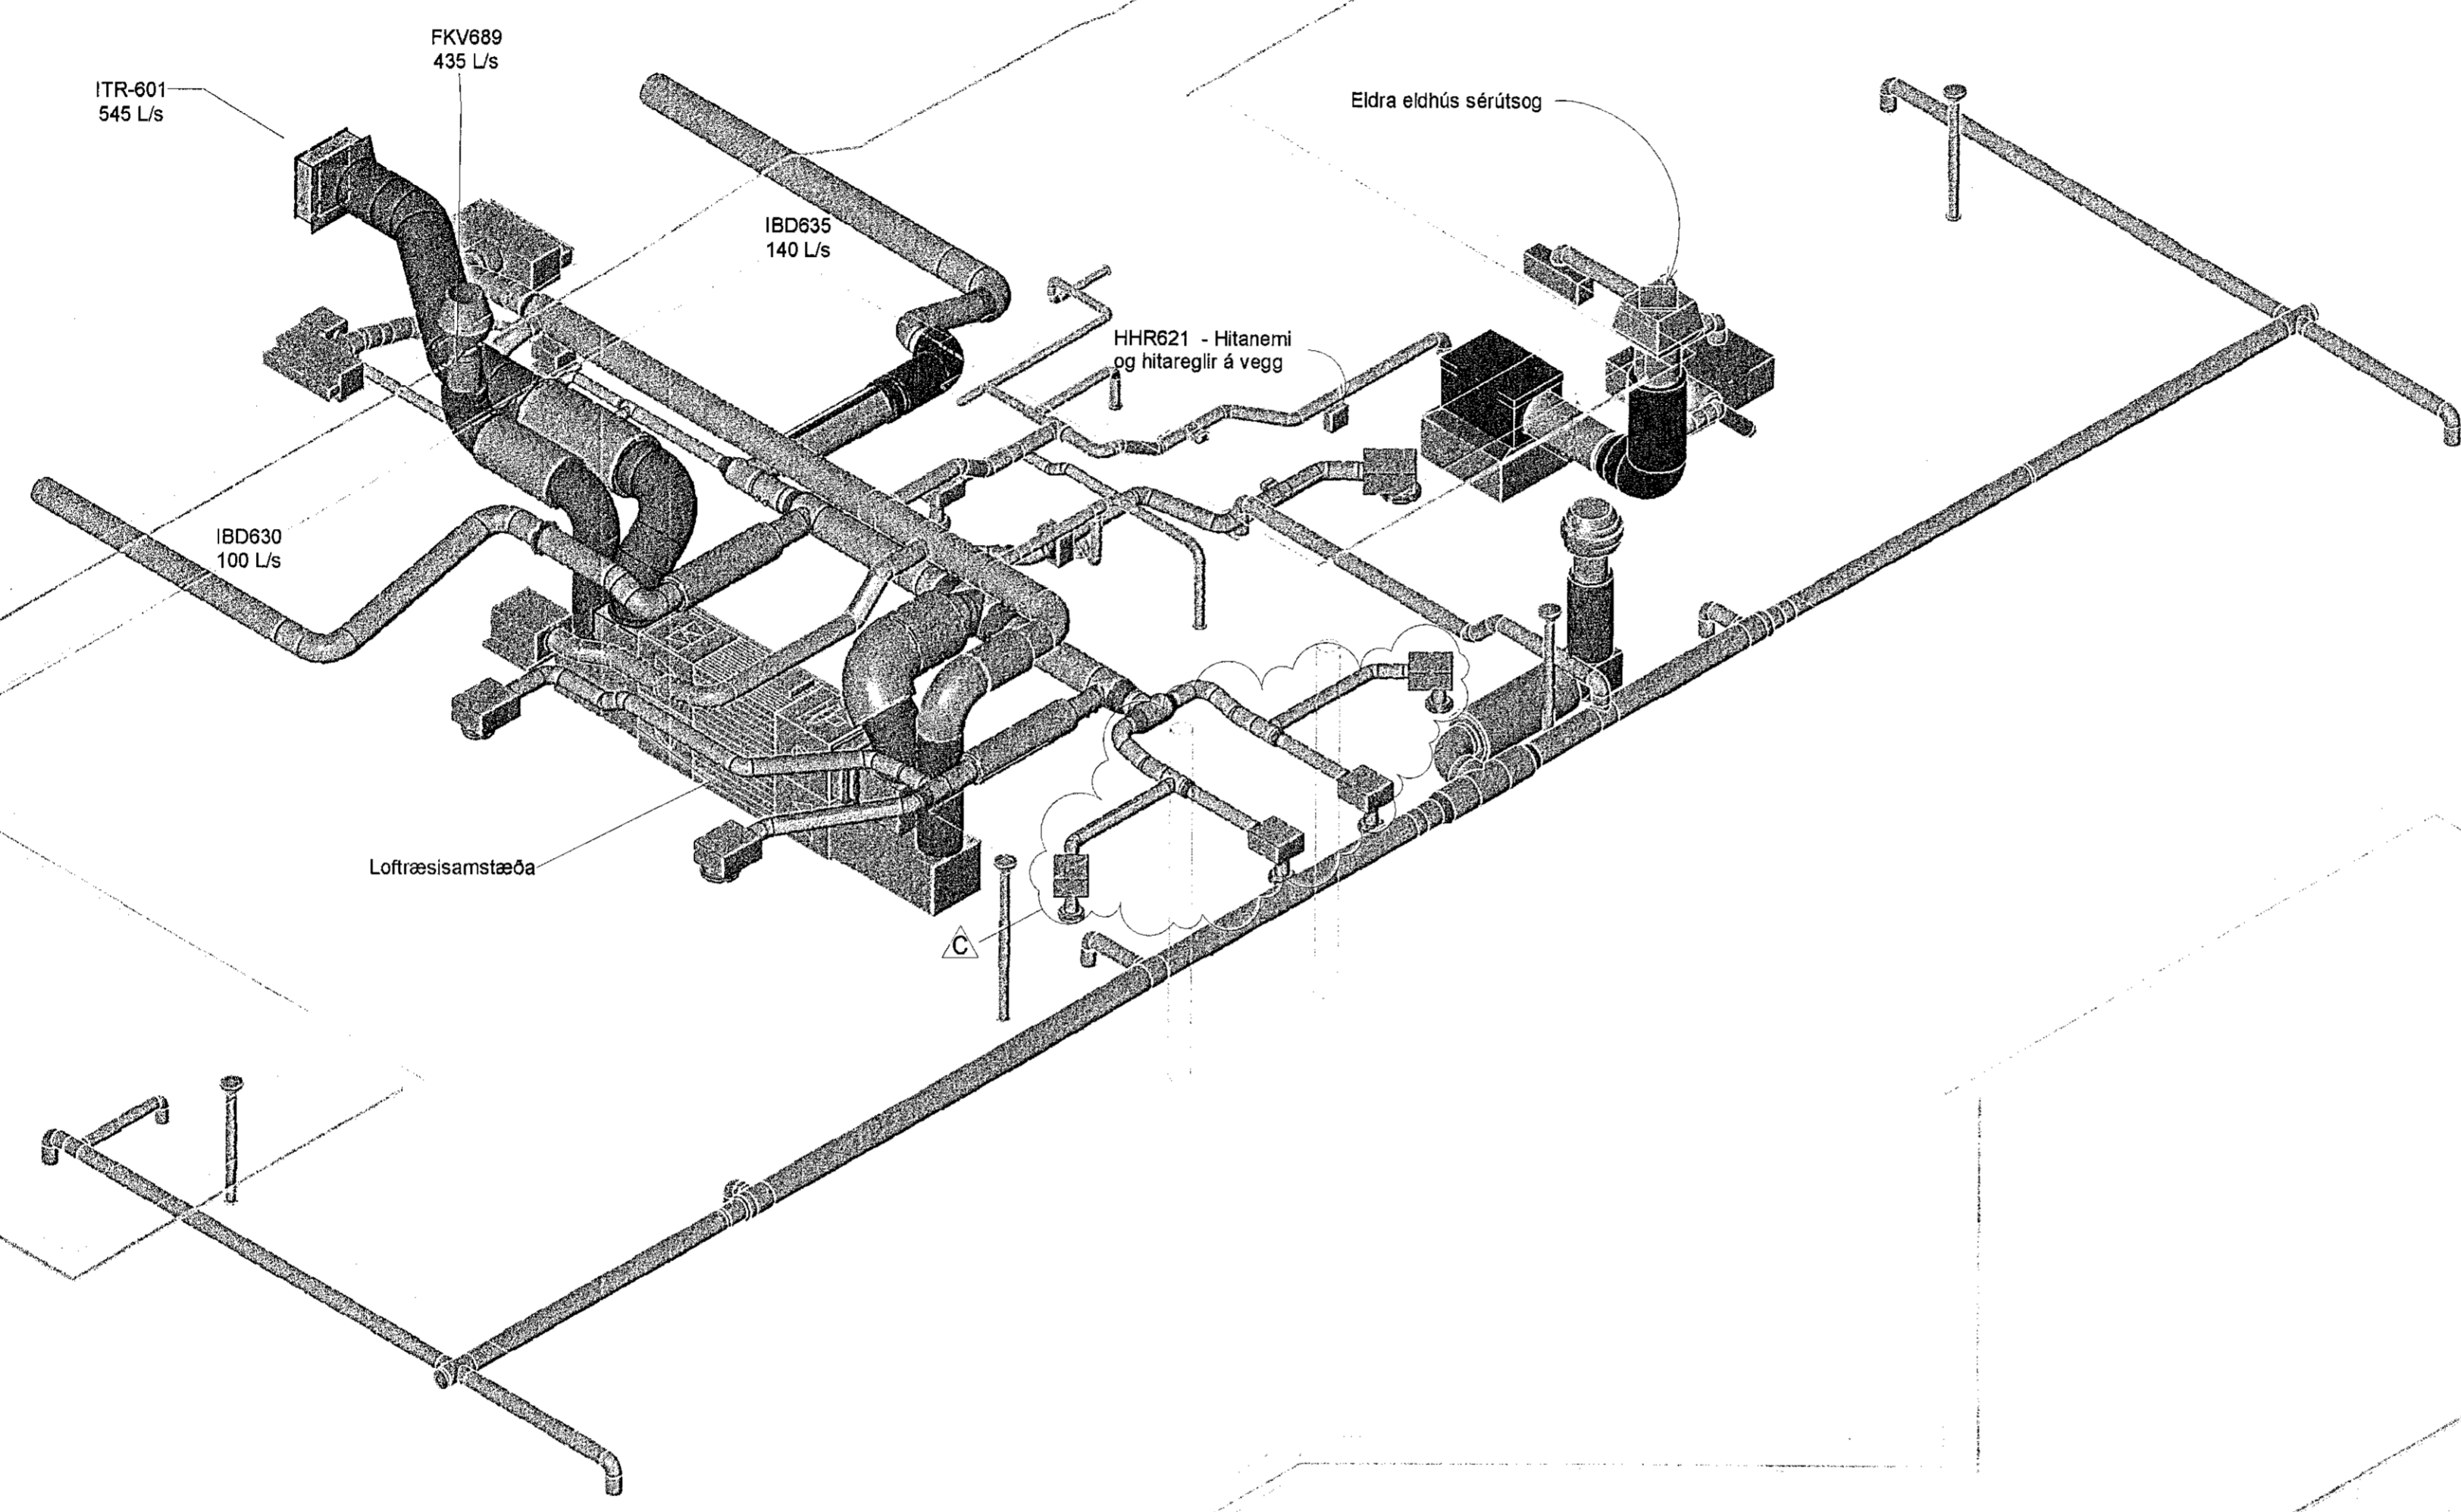 FKV689
435 L/s
ITR-601
545 L/s
Eldra eldhús sérútsog
IBD635
140 L/s
HHR621 - Hitanemi
og hitareglir á vegg
IBD630
100 L/s
Loftræsisamstæða
C